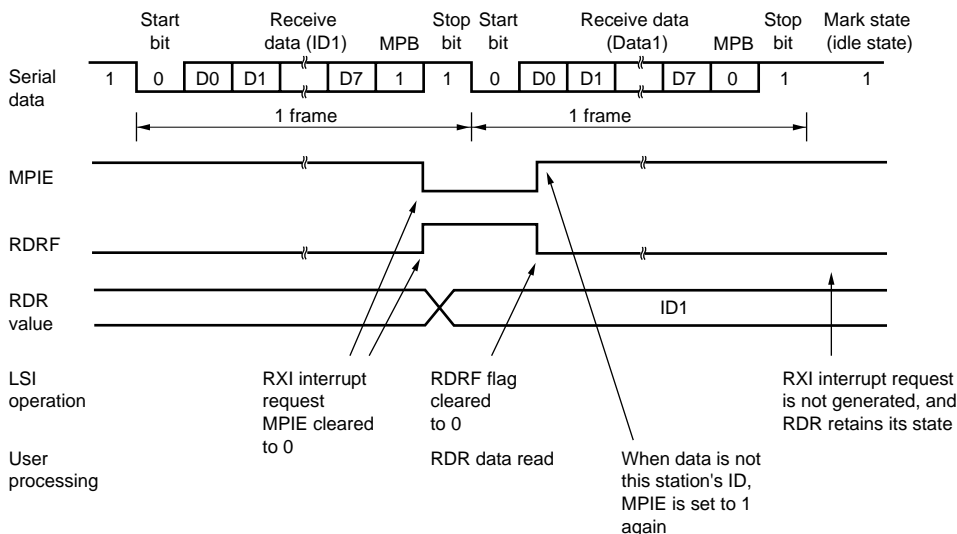 Start bit
Receive data (ID1)
MPB
Stop bit
Start bit
Receive data (Data1)
MPB
Stop bit
Mark state (idle state)
Serial data
1 0 D0 D1 D7 1 1 0 D0 D1 D7 0 1 1
1 frame
1 frame
MPIE
RDRF
RDR value
ID1
LSI operation
RXI interrupt request
MPIE cleared to 0
RDRF flag cleared to 0
RXI interrupt request is not generated, and RDR retains its state
User processing
RDR data read
When data is not this station's ID, MPIE is set to 1 again